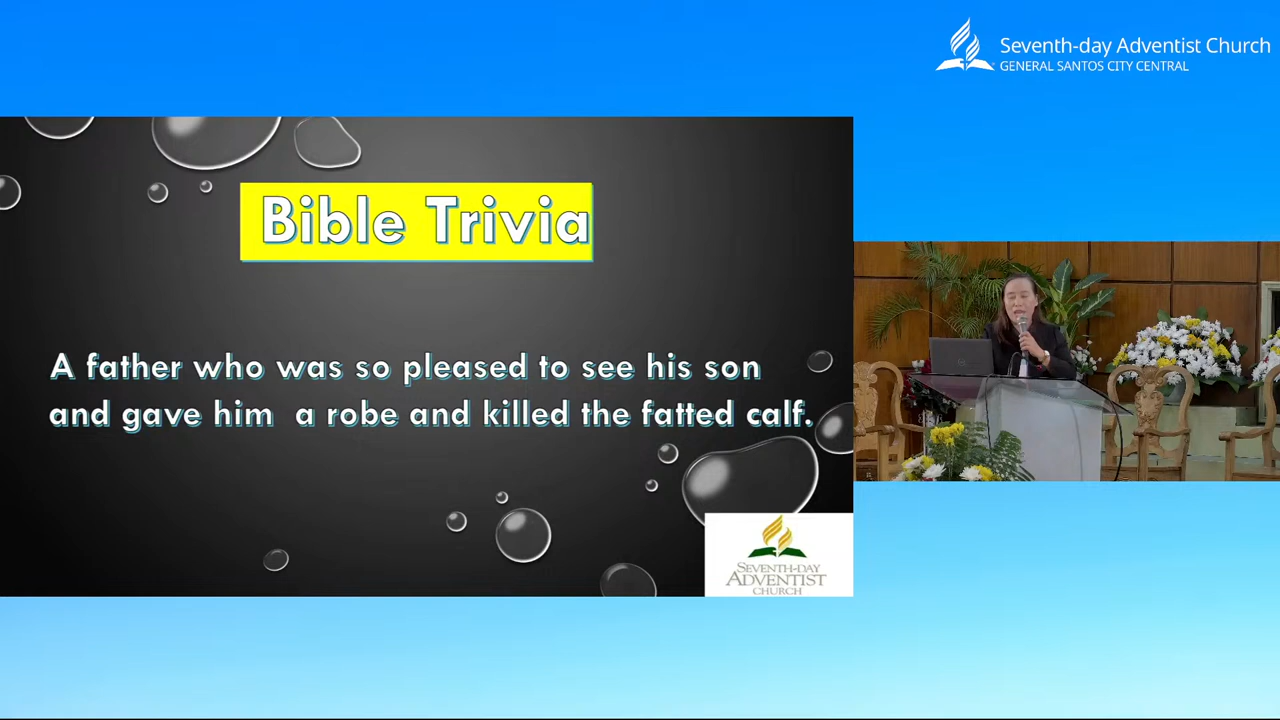 Seventh-day Adventist Church
GENERAL SANTOS CITY CENTRAL
Bible Trivia
A father who was so pleased to see his son
and gave him a robe and killed the fatted calf.
SEVENTH-DAY
ADVENTIST
CHURCH